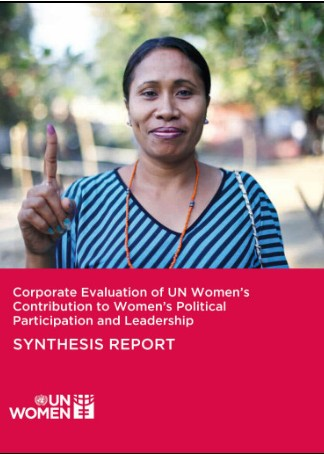 Corporate Evaluation of UN Women's
Contribution to Women's Political
Participation and Leadership
SYNTHESIS REPORT
UN
WOMEN